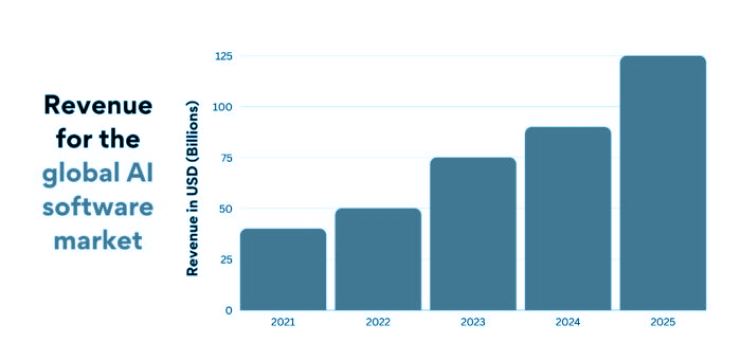 Revenue
for the
global AI
software
market
Revenue in USD (Billions)
125
100
75
50
25
0
2021 2022 2023 2024 2025